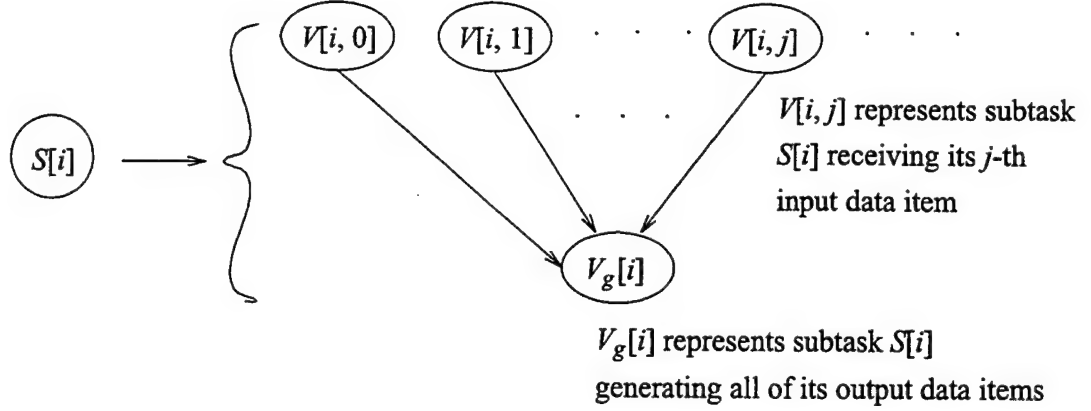 V[i, 0] V[i, 1] . . . V[i, j] . . .
. . .
S[i]
V[i, j] represents subtask
S[i] receiving its j-th
input data item
V_g[i]
V_g[i] represents subtask S[i]
generating all of its output data items